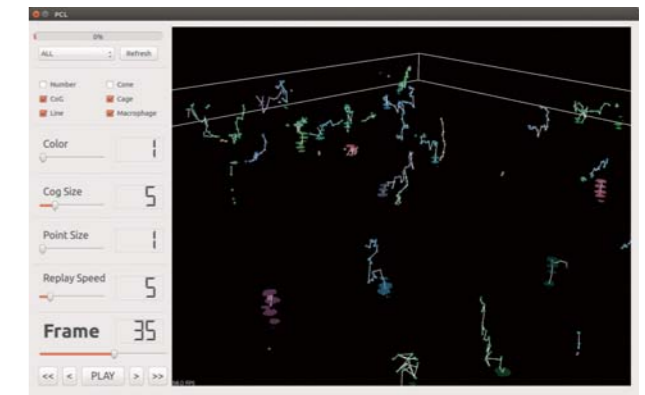 PCL
0%
ALL Refresh
Number Cone
CoG Cage
Line Macrophage
Color 1
Cog Size 5
Point Size 1
Replay Speed 5
Frame 35
<< < PLAY > >>